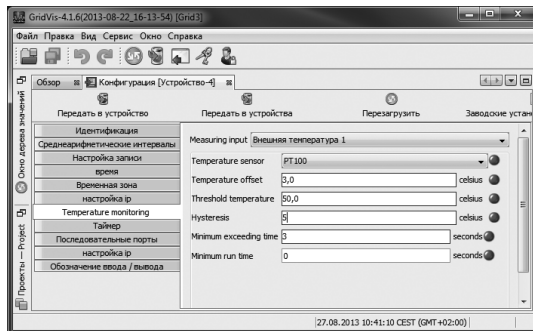 GridVis-4.1.6(2013-08-22_16-13-54) [Grid3]
Файл Правка Вид Сервис Окно Справка
Обзор Конфигурация [Устройство-4]
Передать в устройство Передать в устройства Перезагрузить Заводские устан
Окно дерева значений
Проекты — Project
Идентификация
Среднеарифметические интервалы
Настройка записи
время
Временная зона
настройка ip
Temperature monitoring
Таймер
Последовательные порты
настройка ip
Обозначение ввода / вывода
Measuring input Внешняя температура 1
Temperature sensor PT100
Temperature offset 3,0 celsius
Threshold temperature 50,0 celsius
Hysteresis 5 celsius
Minimum exceeding time 3 seconds
Minimum run time 0 seconds
27.08.2013 10:41:10 CEST (GMT+02:00)